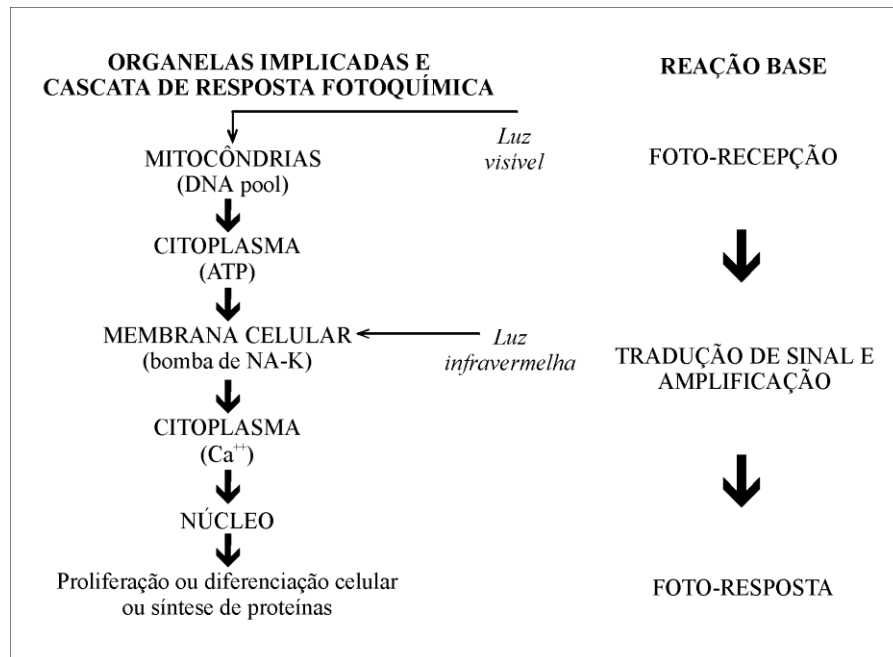 ORGANELAS IMPLICADAS E
CASCATA DE RESPOSTA FOTOQUÍMICA
REAÇÃO BASE
Luz
visível
MITOCÔNDRIAS
(DNA pool)
FOTO-RECEPÇÃO
CITOPLASMA
(ATP)
MEMBRANA CELULAR
(bomba de NA-K)
Luz
infravermelha
TRADUÇÃO DE SINAL E
AMPLIFICAÇÃO
CITOPLASMA
(Ca⁺⁺)
NÚCLEO
Proliferação ou diferenciação celular
ou síntese de proteínas
FOTO-RESPOSTA